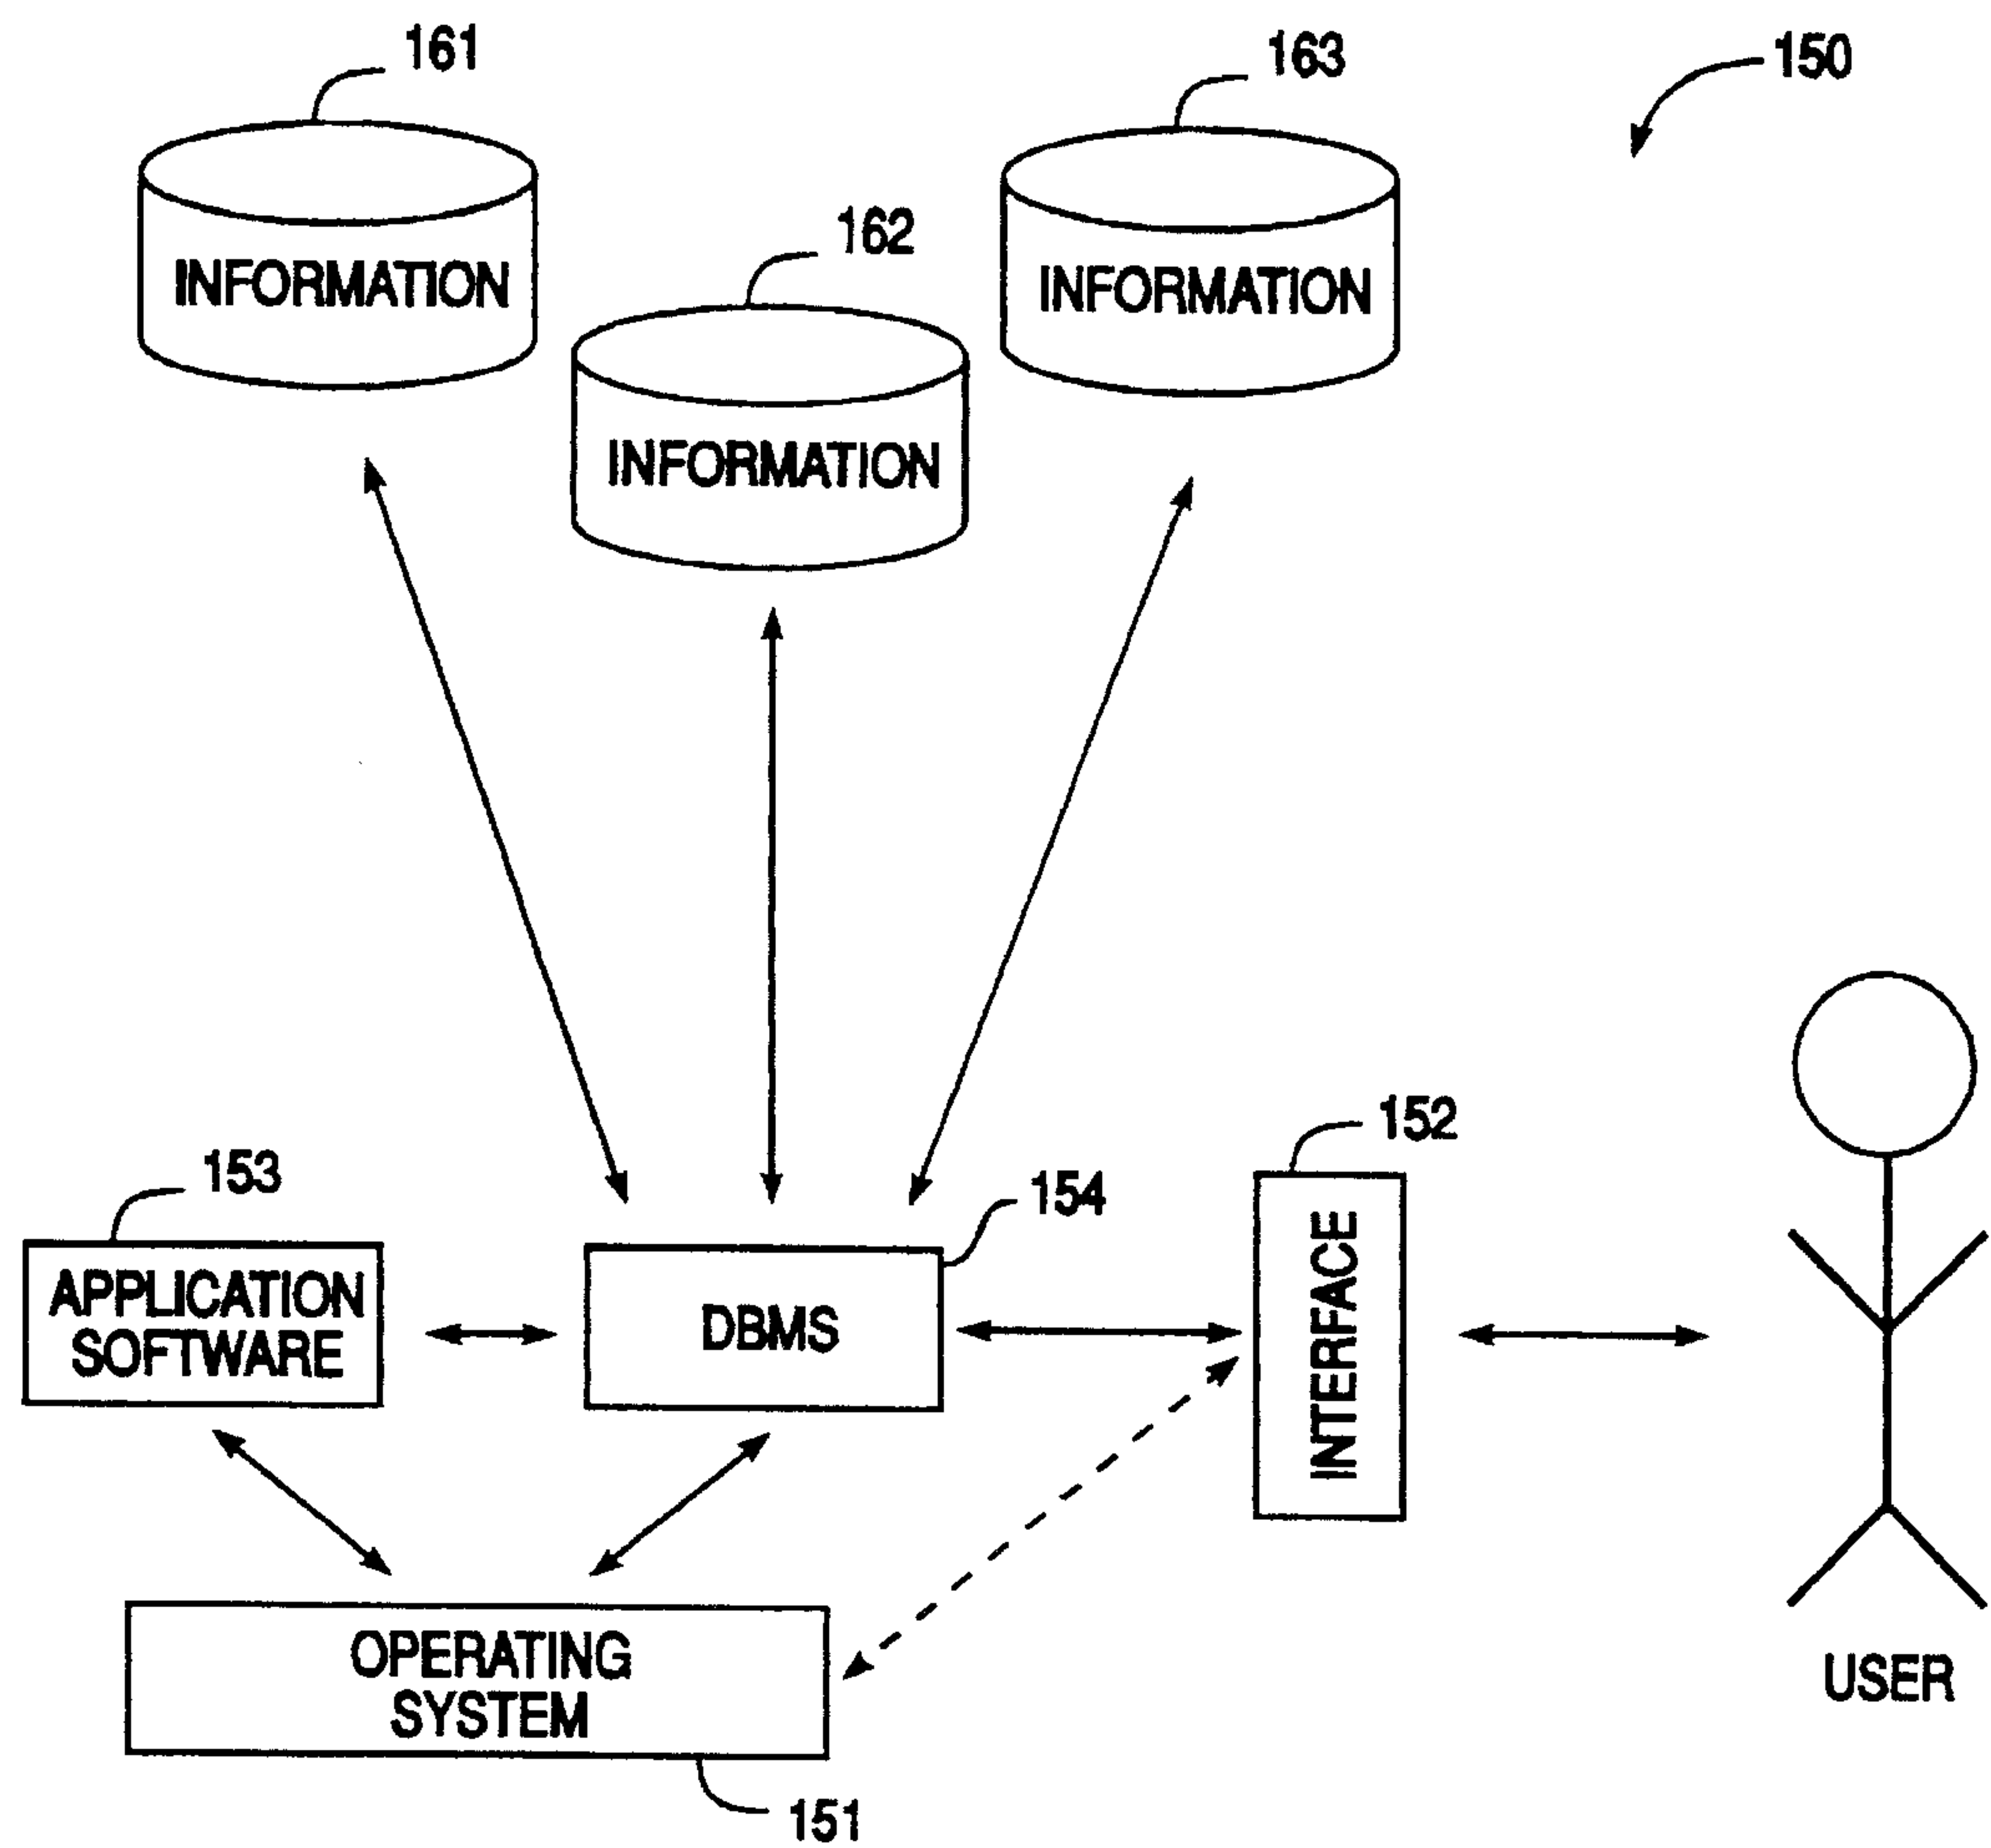 161
163
150
162
INFORMATION
INFORMATION
INFORMATION
152
153
154
APPLICATION
SOFTWARE
DBMS
INTERFACE
OPERATING
SYSTEM
USER
151